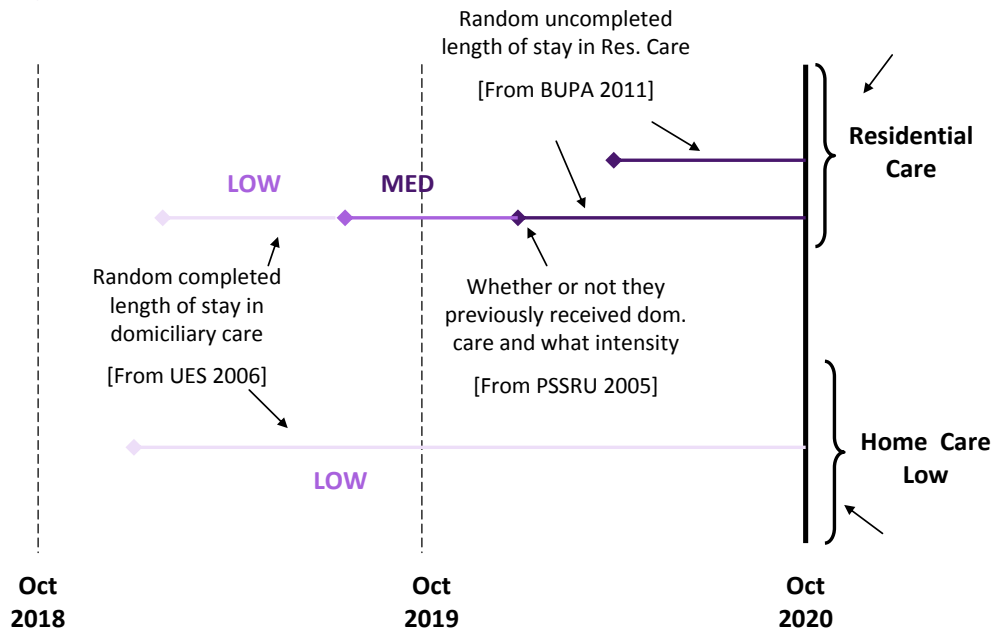 Random uncompleted
length of stay in Res. Care
[From BUPA 2011]
Residential
Care
LOW
MED
Random completed
length of stay in
domiciliary care
[From UES 2006]
Whether or not they
previously received dom.
care and what intensity
[From PSSRU 2005]
LOW
Home Care
Low
Oct
2018
Oct
2019
Oct
2020